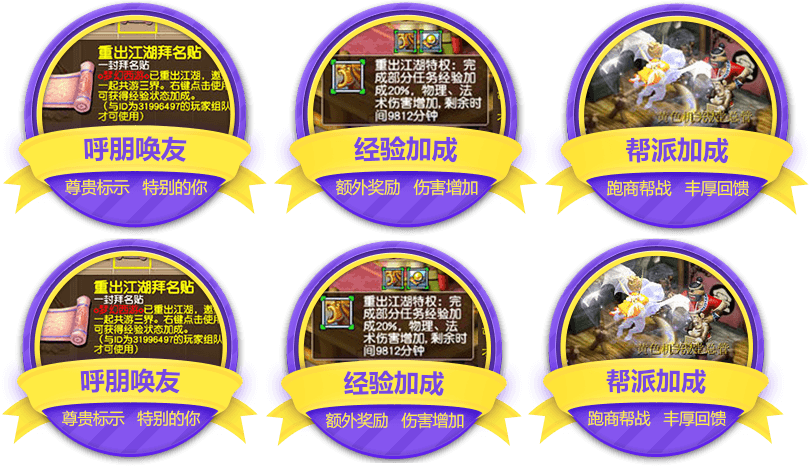 重出江湖拜名贴
一封拜名贴
已重出江湖，邀
一起共游三界。右键点击使用
可获得经验状态加成。
（与ID为31996497的玩家组队
才可使用）
呼朋唤友
尊贵标示 特别的你
重出江湖特权：完
成部分任务经验加
成20%，物理、法
术伤害增加,剩余时
间9812分钟
经验加成
额外奖励 伤害增加
帮派加成
跑商帮战 丰厚回馈
重出江湖拜名贴
一封拜名贴
已重出江湖，邀
一起共游三界。右键点击使用
可获得经验状态加成。
（与ID为31996497的玩家组队
才可使用）
呼朋唤友
尊贵标示 特别的你
重出江湖特权：完
成部分任务经验加
成20%，物理、法
术伤害增加,剩余时
间9812分钟
经验加成
额外奖励 伤害增加
帮派加成
跑商帮战 丰厚回馈